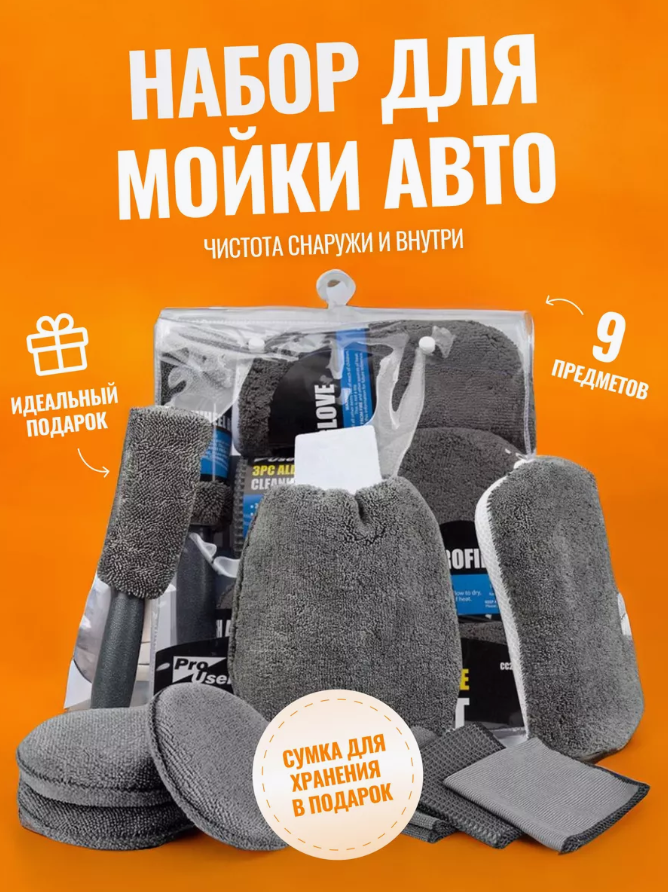 НАБОР ДЛЯ
МОЙКИ АВТО
ЧИСТОТА СНАРУЖИ И ВНУТРИ
9
ПРЕДМЕТОВ
ИДЕАЛЬНЫЙ
ПОДАРОК
GLOVE
3PC ALL
CLEANI
Pro
User
СУМКА ДЛЯ
ХРАНЕНИЯ
В ПОДАРОК